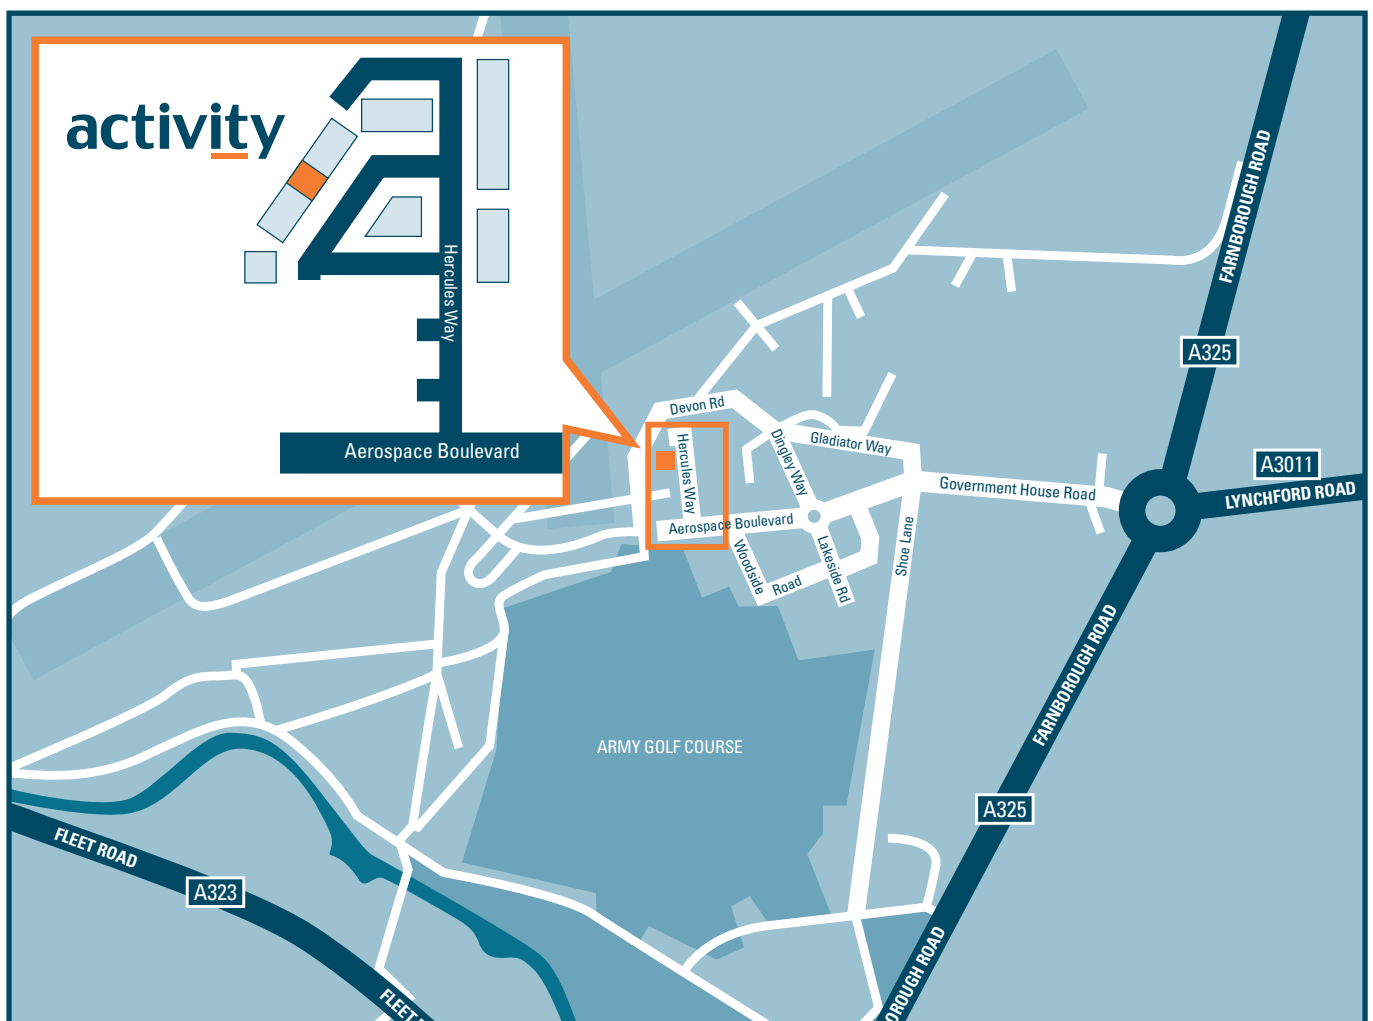 activity
Hercules Way
Aerospace Boulevard
FARNBOROUGH ROAD
A325
Devon Rd
Hercules Way
Dingley Way
Gladiator Way
A3011
LYNCHFORD ROAD
Government House Road
Aerospace Boulevard
Woodside
Road
Lakeside Rd
Shoe Lane
FARNBOROUGH ROAD
ARMY GOLF COURSE
A325
FLEET ROAD
A323
FLEET
OROUGH ROAD